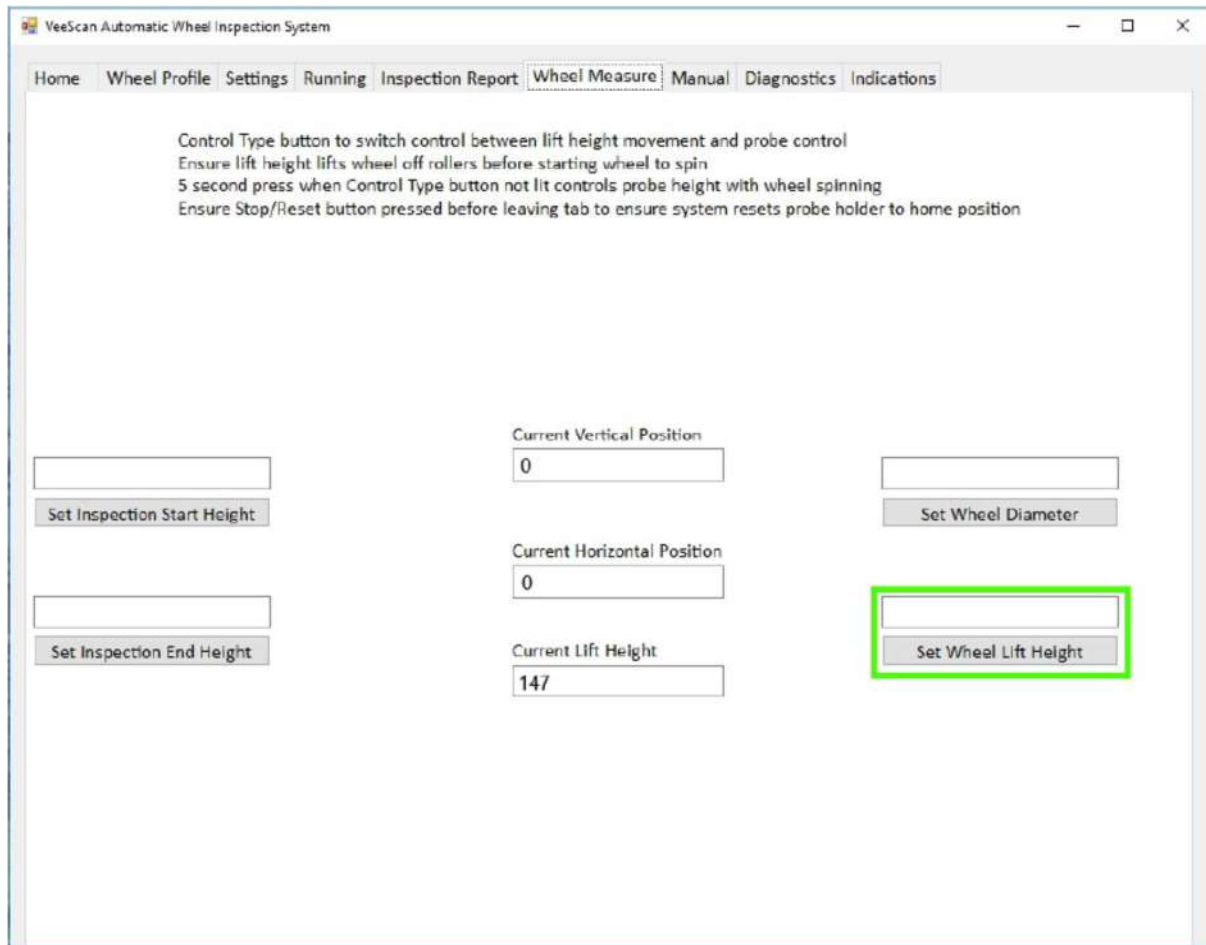 VeeScan Automatic Wheel Inspection System
Home Wheel Profile Settings Running Inspection Report Wheel Measure Manual Diagnostics Indications
Control Type button to switch control between lift height movement and probe control
Ensure lift height lifts wheel off rollers before starting wheel to spin
5 second press when Control Type button not lit controls probe height with wheel spinning
Ensure Stop/Reset button pressed before leaving tab to ensure system resets probe holder to home position
Current Vertical Position
0
Set Inspection Start Height
Set Wheel Diameter
Current Horizontal Position
0
Set Inspection End Height
Current Lift Height
Set Wheel Lift Height
147